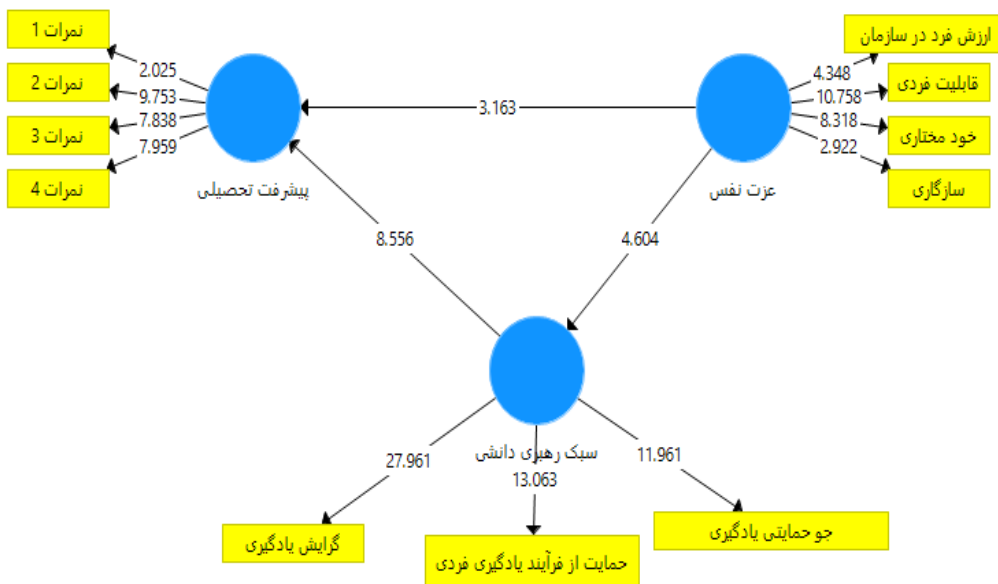 نمرات 1
نمرات 2
نمرات 3
نمرات 4
2.025
9.753
7.838
7.959
پیشرفت تحصیلی
3.163
ارزش فرد در سازمان
قابلیت فردی
خود مختاری
سازگاری
4.348
10.758
8.318
2.922
عزت نفس
8.556
4.604
سبک رهبری دانشی
27.961
13.063
11.961
گرایش یادگیری
حمایت از فرآیند یادگیری فردی
جو حمایتی یادگیری